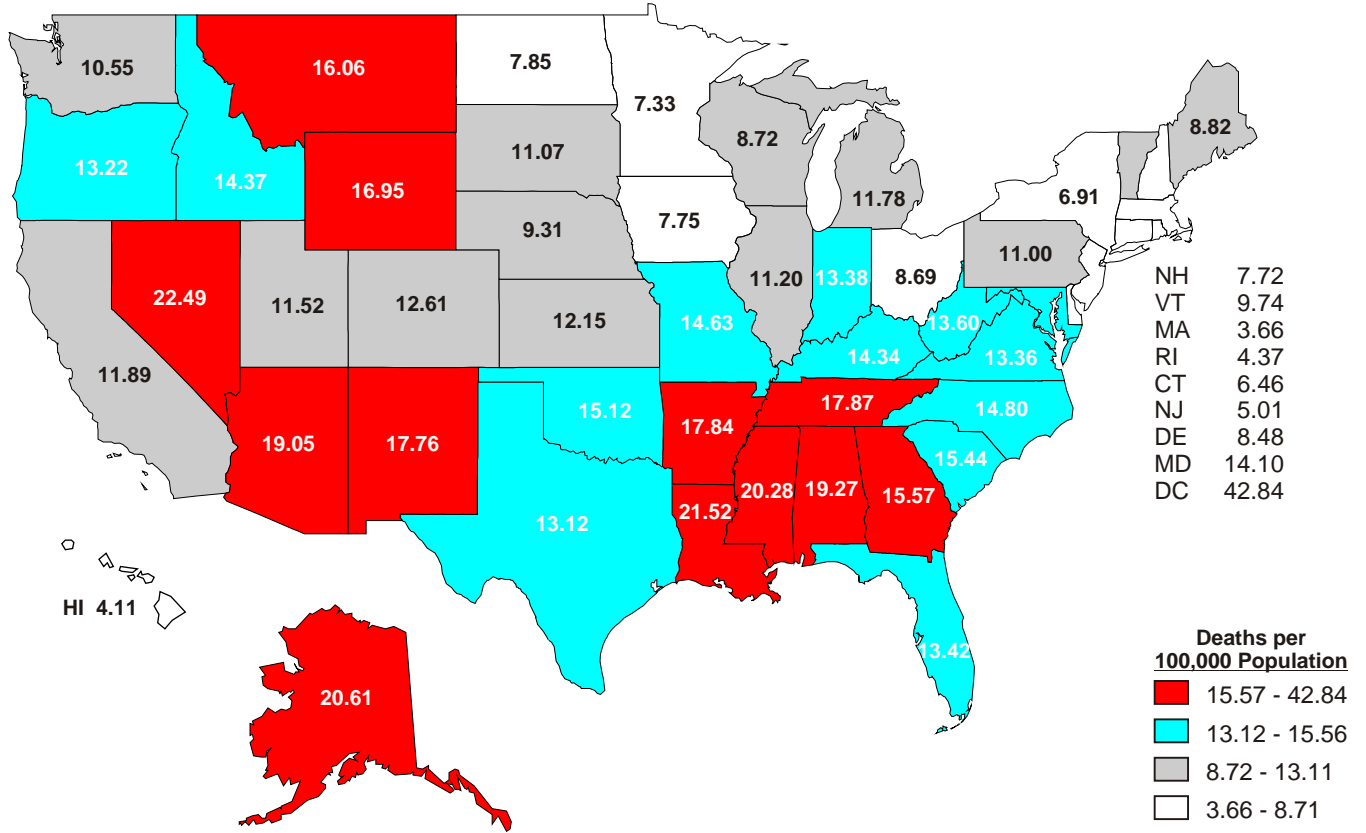 10.55
16.06
7.85
7.33
8.82
8.72
13.22
14.37
11.07
16.95
11.78
6.91
7.75
9.31
11.00
22.49
11.52
12.61
11.20
13.38
8.69
12.15
14.63
13.60
14.34
13.36
11.89
19.05
17.76
15.12
17.84
17.87
14.80
15.44
20.28
19.27
15.57
21.52
13.12
13.42
HI 4.11
20.61
NH 7.72
VT 9.74
MA 3.66
RI 4.37
CT 6.46
NJ 5.01
DE 8.48
MD 14.10
DC 42.84
Deaths per
100,000 Population
15.57 - 42.84
13.12 - 15.56
8.72 - 13.11
3.66 - 8.71